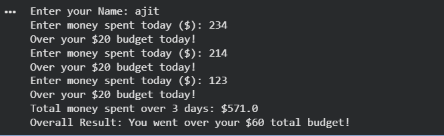 Enter your Name: ajit
Enter money spent today ($): 234
Over your $20 budget today!
Enter money spent today ($): 214
Over your $20 budget today!
Enter money spent today ($): 123
Over your $20 budget today!
Total money spent over 3 days: $571.0
Overall Result: You went over your $60 total budget!